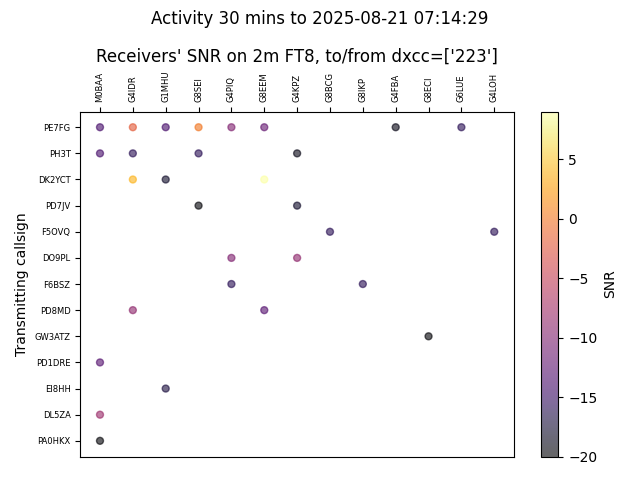 Activity 30 mins to 2025-08-21 07:14:29
Receivers' SNR on 2m FT8, to/from dxcc=['223']
M0BAA G4IDR G1MHU G8SEI G4PIQ G8EEM G4KPZ G8BCG G8IKP G4FBA G8ECI G6LUE G4LOH
Transmitting callsign
PE7FG
PH3T
DK2YCT
PD7JV
F5OVQ
DO9PL
F6BSZ
PD8MD
GW3ATZ
PD1DRE
EI8HH
DL5ZA
PA0HKX
5
0
−5
−10
−15
−20
SNR